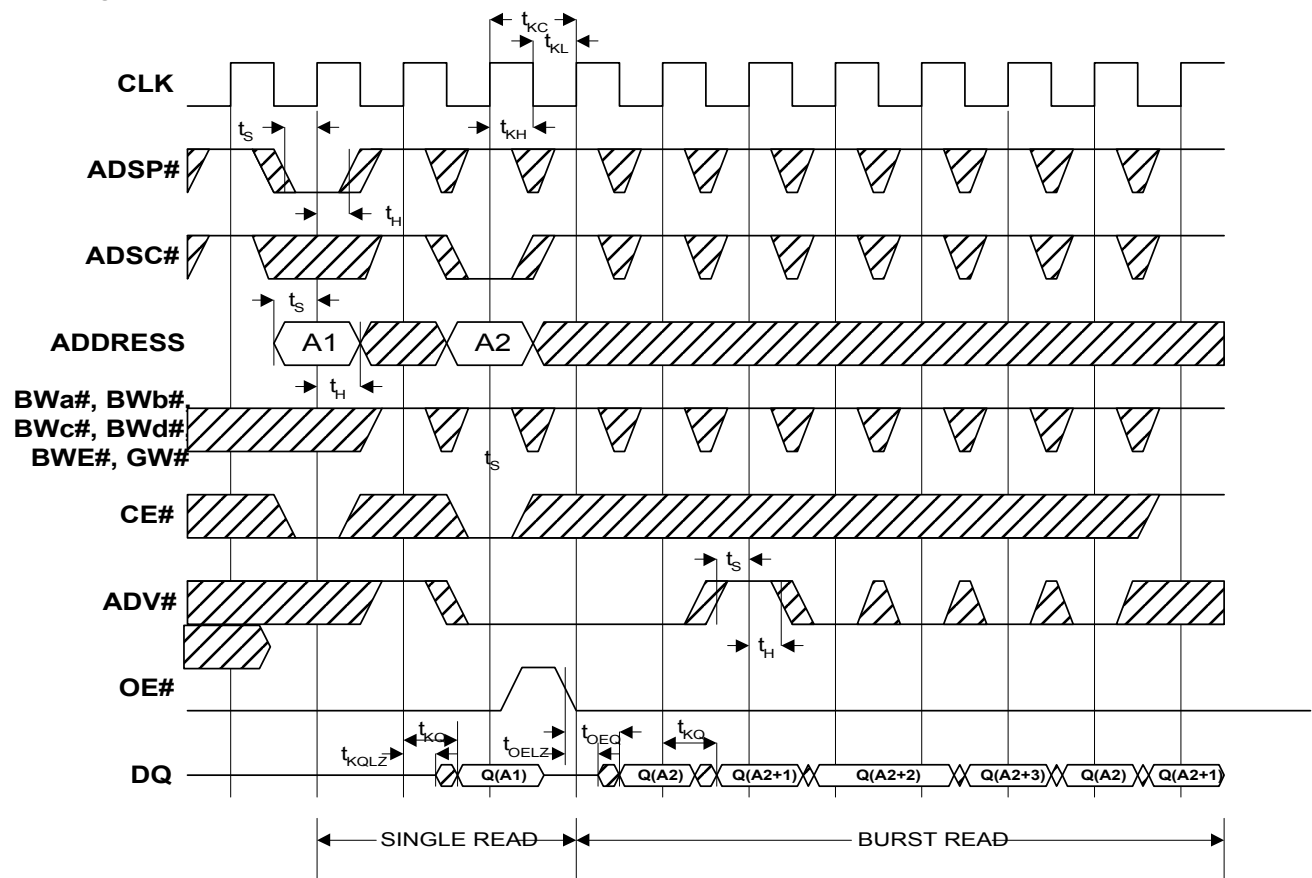 tKC
tKL
CLK
tS
tKH
ADSP#
tH
ADSC#
tS
ADDRESS A1 A2
tH
BWa#, BWb#,
BWc#, BWd#,
BWE#, GW#
tS
CE#
tS
ADV#
tH
OE#
tKQ tOEQ tKQ
tKQLZ tOELZ
DQ Q(A1) Q(A2) Q(A2+1) Q(A2+2) Q(A2+3) Q(A2) Q(A2+1)
SINGLE READ BURST READ